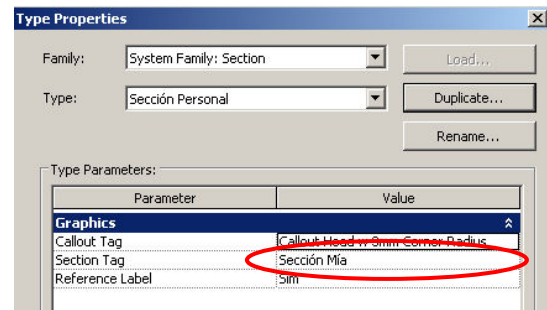 Type Properties
Family: System Family: Section Load...
Type: Sección Personal Duplicate...
Rename...
Type Parameters:
Parameter Value
Graphics
Callout Tag Callout Head w 3mm Corner Radius
Section Tag Sección Mía
Reference Label Sim